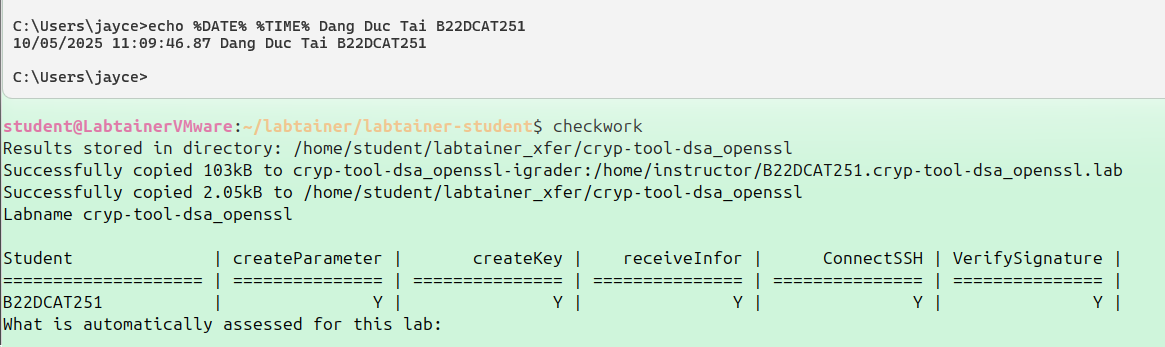 C:\Users\jayce>echo %DATE% %TIME% Dang Duc Tai B22DCAT251
10/05/2025 11:09:46.87 Dang Duc Tai B22DCAT251
C:\Users\jayce>
student@LabtainerVMware:~/labtainer/labtainer-student$ checkwork
Results stored in directory: /home/student/labtainer_xfer/cryp-tool-dsa_openssl
Successfully copied 103kB to cryp-tool-dsa_openssl-igrader:/home/instructor/B22DCAT251.cryp-tool-dsa_openssl.lab
Successfully copied 2.05kB to /home/student/labtainer_xfer/cryp-tool-dsa_openssl
Labname cryp-tool-dsa_openssl
Student | createParameter | createKey | receiveInfor | ConnectSSH | VerifySignature |
==================== | =============== | =============== | =============== | =============== | =============== |
B22DCAT251 | Y | Y | Y | Y | Y |
What is automatically assessed for this lab: